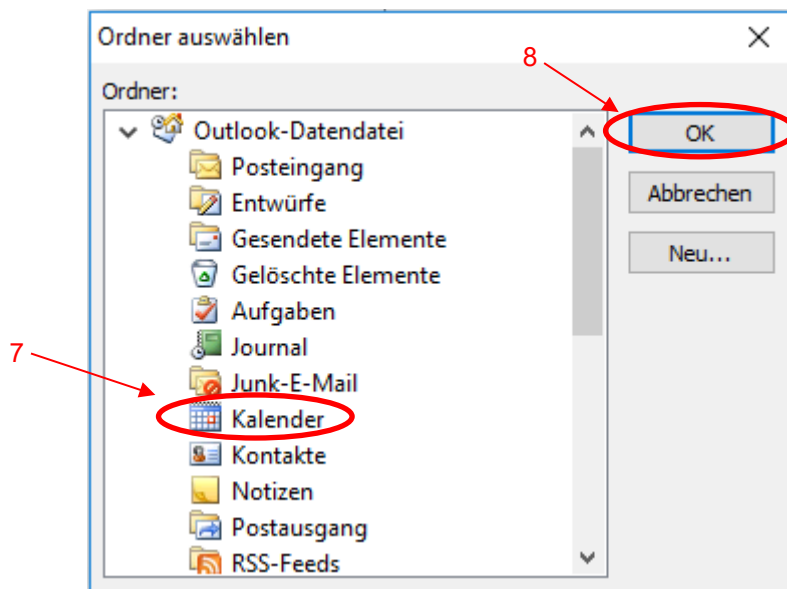 Ordner auswählen
8
Ordner:
Outlook-Datendatei
OK
Posteingang
Entwürfe
Abbrechen
Gesendete Elemente
Neu...
Gelöschte Elemente
Aufgaben
7
Journal
Junk-E-Mail
Kalender
Kontakte
Notizen
Postausgang
RSS-Feeds